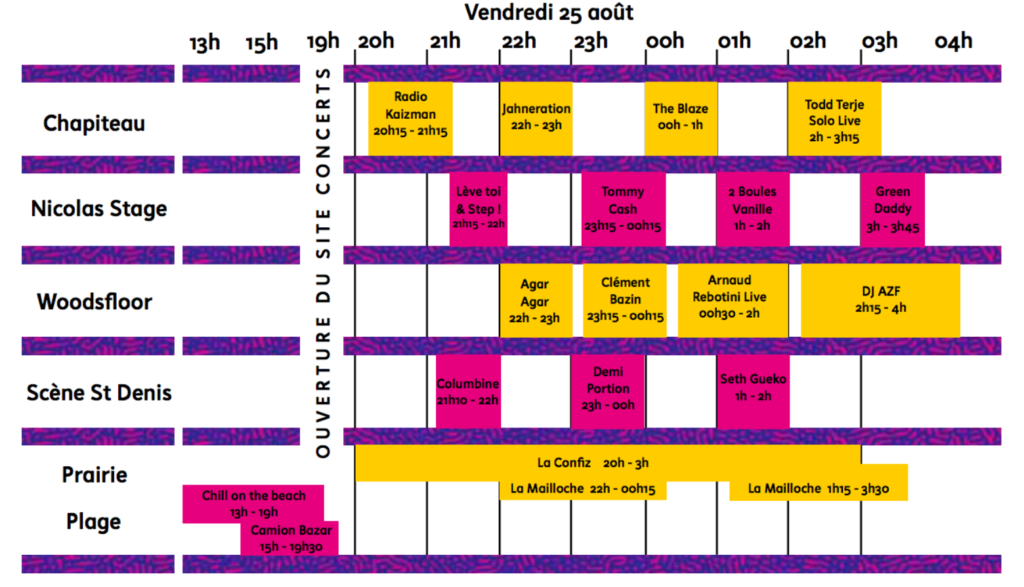 Vendredi 25 août
13h 15h 19h 20h 21h 22h 23h 00h 01h 02h 03h 04h
OUVERTURE DU SITE CONCERTS
Chapiteau
Radio
Kaizman
20h15 - 21h15
Jahneration
22h - 23h
The Blaze
00h - 1h
Todd Terje
Solo Live
2h - 3h15
Nicolas Stage
Lève toi
& Step !
21h15 - 22h
Tommy
Cash
23h15 - 00h15
2 Boules
Vanille
1h - 2h
Green
Daddy
3h - 3h45
Woodsfloor
Agar
Agar
22h - 23h
Clément
Bazin
23h15 - 00h15
Arnaud
Rebotini Live
00h30 - 2h
DJ AZF
2h15 - 4h
Scène St Denis
Columbine
21h10 - 22h
Demi
Portion
23h - 00h
Seth Gueko
1h - 2h
Prairie
La Confiz 20h - 3h
La Mailloche 22h - 00h15
La Mailloche 1h15 - 3h30
Plage
Chill on the beach
13h - 19h
Camion Bazar
15h - 19h30